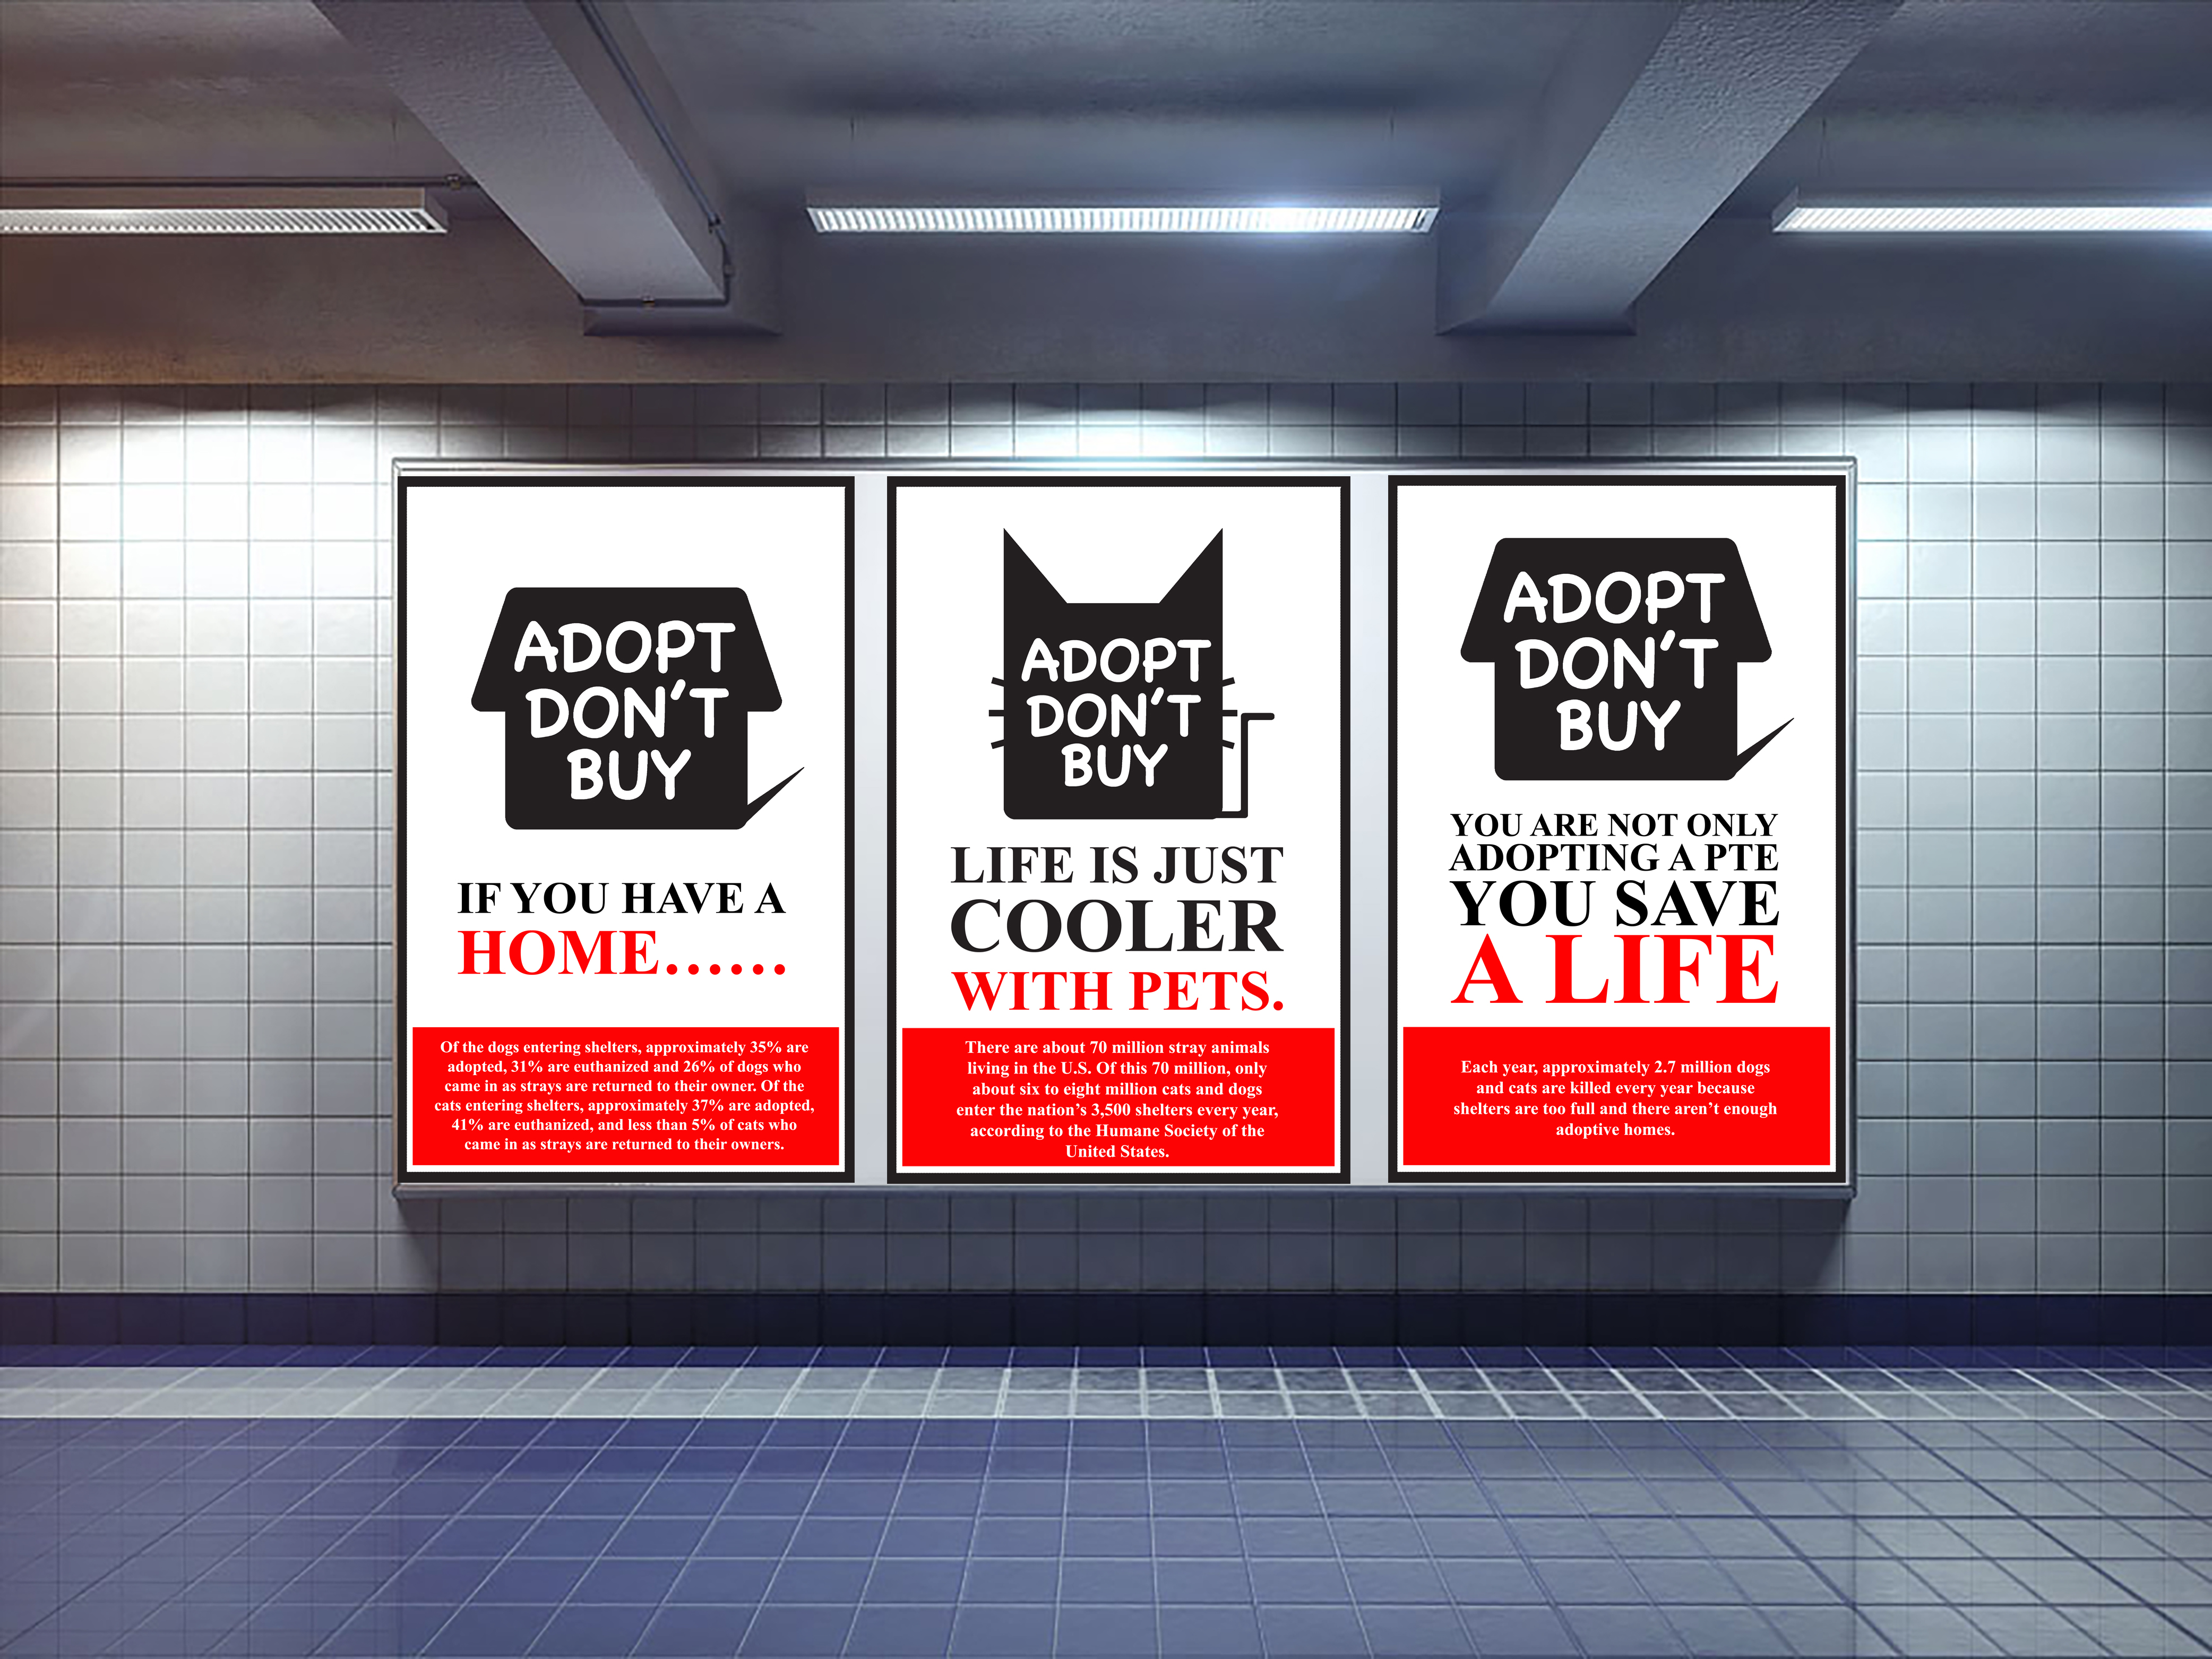 ADOPT
DON'T
BUY
IF YOU HAVE A
HOME......
Of the dogs entering shelters, approximately 35% are
adopted, 31% are euthanized and 26% of dogs who
came in as strays are returned to their owner. Of the
cats entering shelters, approximately 37% are adopted,
41% are euthanized, and less than 5% of cats who
came in as strays are returned to their owners.
ADOPT
DON'T
BUY
LIFE IS JUST
COOLER
WITH PETS.
There are about 70 million stray animals
living in the U.S. Of this 70 million, only
about six to eight million cats and dogs
enter the nation's 3,500 shelters every year,
according to the Humane Society of the
United States.
ADOPT
DON'T
BUY
YOU ARE NOT ONLY
ADOPTING A PTE
YOU SAVE
A LIFE
Each year, approximately 2.7 million dogs
and cats are killed every year because
shelters are too full and there aren't enough
adoptive homes.